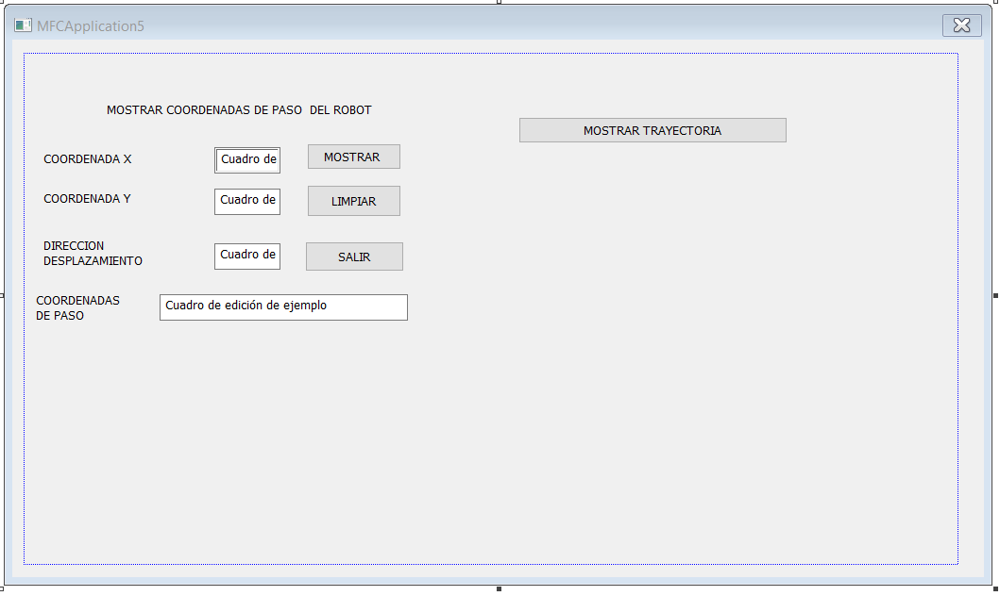 MFCApplication5
MOSTRAR COORDENADAS DE PASO DEL ROBOT
MOSTRAR TRAYECTORIA
COORDENADA X
Cuadro de
MOSTRAR
COORDENADA Y
Cuadro de
LIMPIAR
DIRECCION
DESPLAZAMIENTO
Cuadro de
SALIR
COORDENADAS
DE PASO
Cuadro de edición de ejemplo